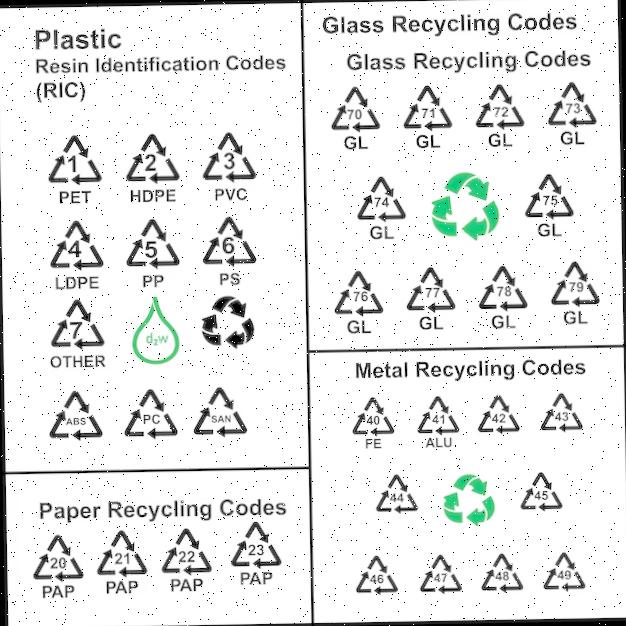 Plastic
Resin Identification Codes
(RIC)
1 2 3
PET HDPE PVC
4 5 6
LDPE PP PS
7
OTHER
d₂w
ABS PC SAN
Paper Recycling Codes
20 21 22 23
PAP PAP PAP PAP
Glass Recycling Codes
Glass Recycling Codes
70 71 72 73
GL GL GL GL
74 75
GL GL
76 77 78 79
GL GL GL GL
Metal Recycling Codes
40 41 42 43
FE ALU
44 45
46 47 48 49